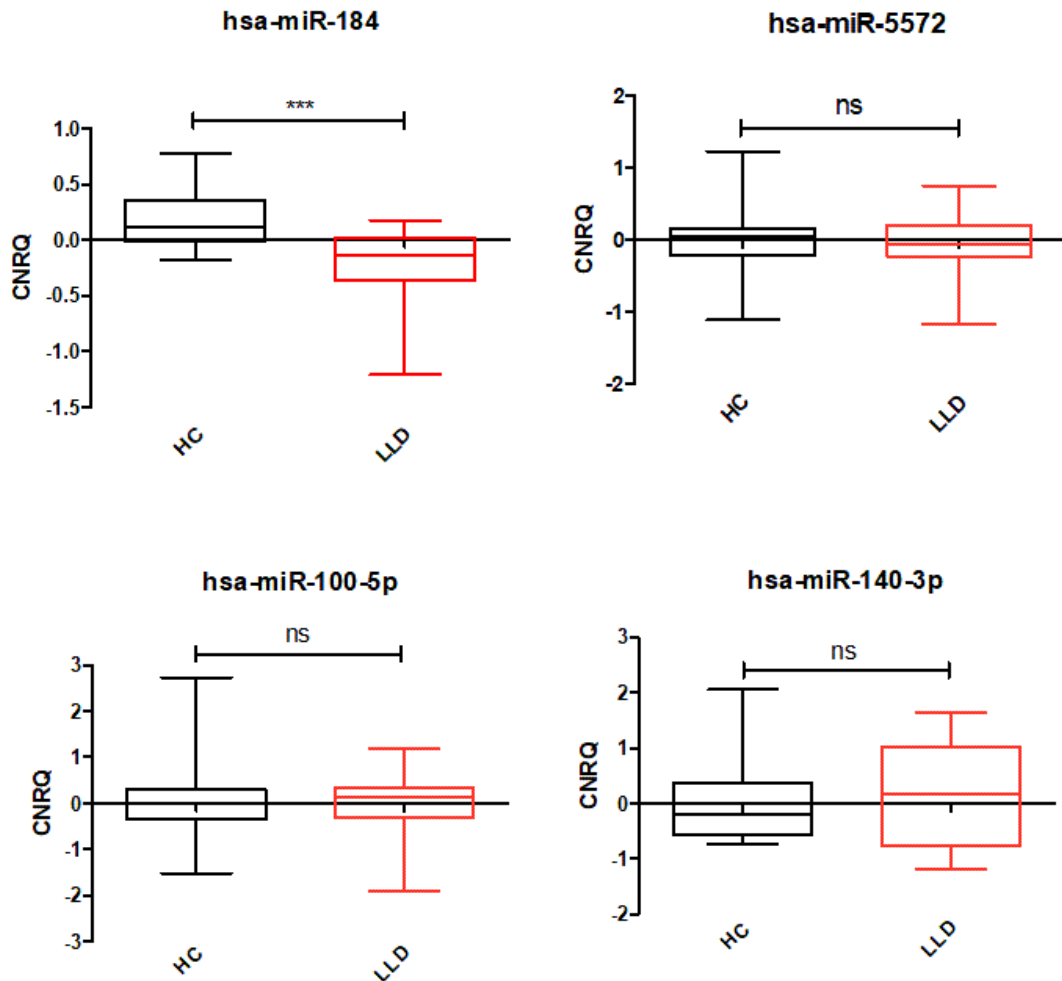 hsa-miR-184
***
CNRQ
1.0
0.5
0.0
-0.5
-1.0
-1.5
HC
LLD
hsa-miR-5572
ns
CNRQ
2
1
0
-1
-2
HC
LLD
hsa-miR-100-5p
ns
CNRQ
3
2
1
0
-1
-2
-3
HC
LLD
hsa-miR-140-3p
ns
CNRQ
3
2
1
0
-1
-2
HC
LLD